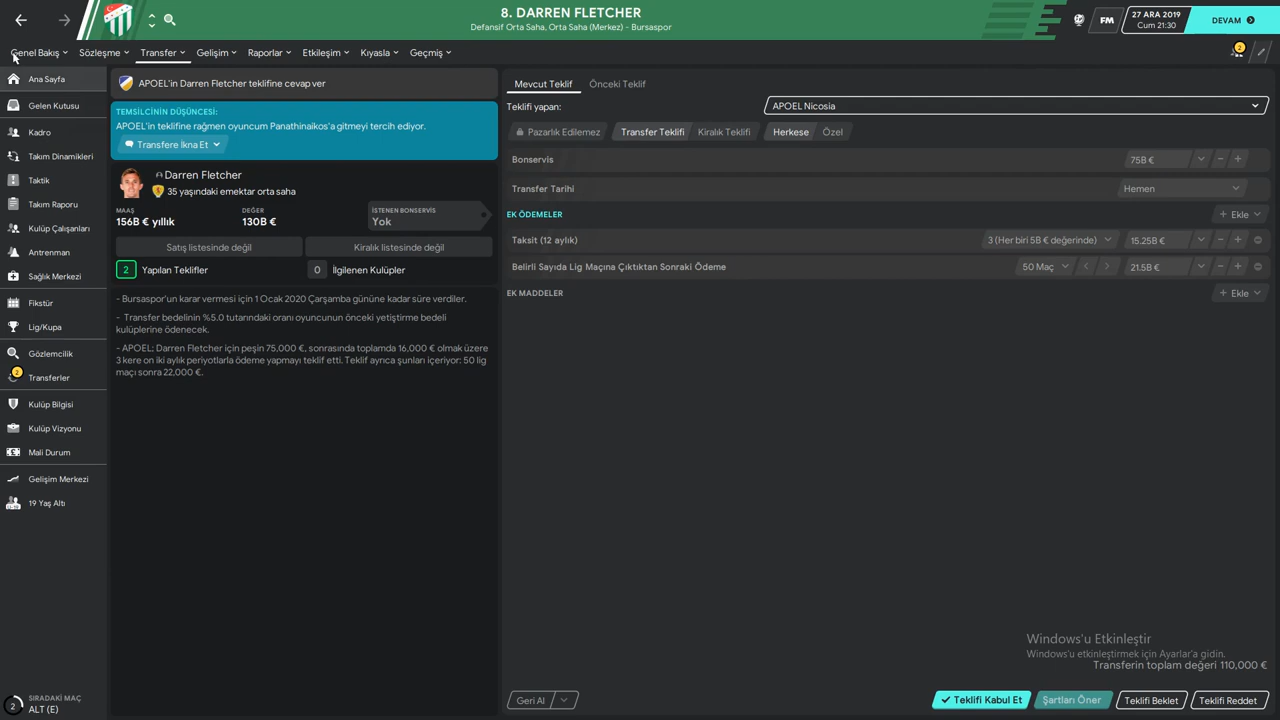 8. DARREN FLETCHER
Defansif Orta Saha, Orta Saha (Merkez) - Bursaspor
FM
27 ARA 2019
Cum 21:30
DEVAM
2
Genel Bakış
Sözleşme
Transfer
Gelişim
Raporlar
Etkileşim
Kıyasla
Geçmiş
Ana Sayfa
Gelen Kutusu
Kadro
Takım Dinamikleri
Taktik
Takım Raporu
Kulüp Çalışanları
Antrenman
Sağlık Merkezi
Fikstür
Lig/Kupa
Gözlemcilik
2
Transferler
Kulüp Bilgisi
Kulüp Vizyonu
Mali Durum
Gelişim Merkezi
19 Yaş Altı
2
SIRADAKİ MAÇ
ALT (E)
APOEL'in Darren Fletcher teklifine cevap ver
TEMSİLCİNİN DÜŞÜNCESİ:
APOEL'in teklifine rağmen oyuncum Panathinaikos'a gitmeyi tercih ediyor.
Transfere İkna Et
Darren Fletcher
35 yaşındaki emektar orta saha
MAAŞ
156B € yıllık
DEĞER
130B €
İSTENEN BONSERVİS
Yok
Satış listesinde değil
Kiralık listesinde değil
2 Yapılan Teklifler
0 İlgilenen Kulüpler
- Bursaspor'un karar vermesi için 1 Ocak 2020 Çarşamba gününe kadar süre verdiler.
- Transfer bedelinin %5.0 tutarındaki oranı oyuncunun önceki yetiştirme bedeli
kulüplerine ödenecek.
- APOEL: Darren Fletcher için peşin 75,000 €, sonrasında toplamda 16,000 € olmak üzere
3 kere on iki aylık periyotlarla ödeme yapmayı teklif etti. Teklif ayrıca şunları içeriyor: 50 lig
maçı sonra 22,000 €.
Mevcut Teklif
Önceki Teklif
Teklifi yapan:
APOEL Nicosia
Pazarlık Edilemez
Transfer Teklifi
Kiralık Teklifi
Herkese
Özel
Bonservis
75B €
Transfer Tarihi
Hemen
EK ÖDEMELER
Ekle
Taksit (12 aylık)
3 (Her biri 5B € değerinde)
15.25B €
Belirli Sayıda Lig Maçına Çıktıktan Sonraki Ödeme
50 Maç
21.5B €
EK MADDELER
Ekle
Windows'u Etkinleştir
Windows'u etkinleştirmek için Ayarlar'a gidin.
Transferin toplam değeri 110,000 €
Geri Al
Teklifi Kabul Et
Şartları Öner
Teklifi Beklet
Teklifi Reddet